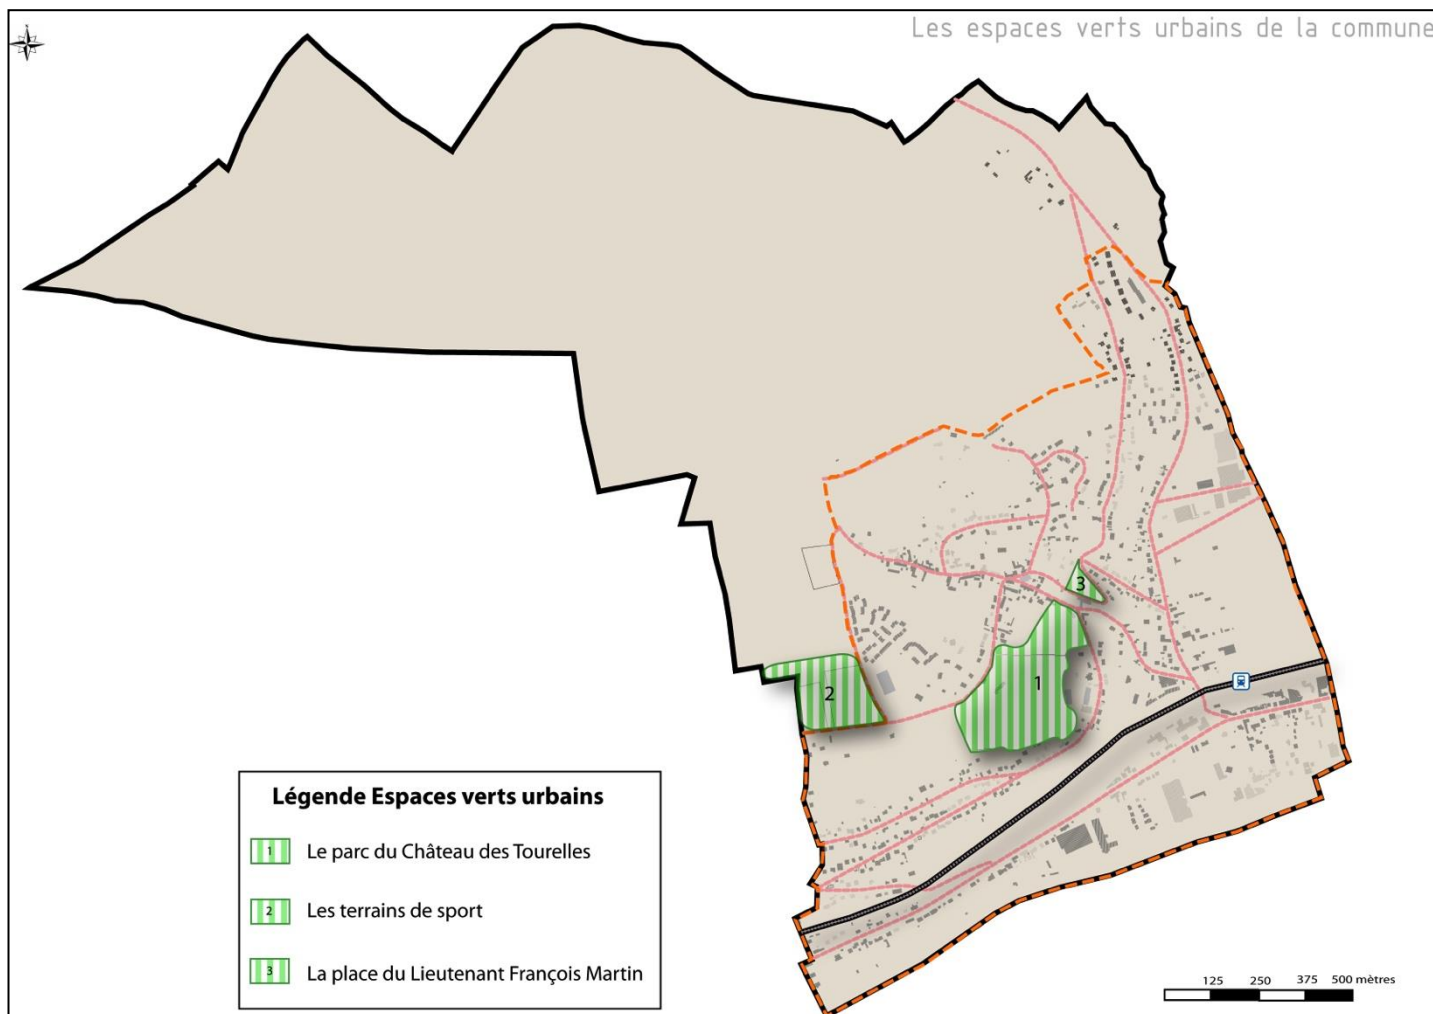 Les espaces verts urbains de la commune
3
1
2
Légende Espaces verts urbains
1 Le parc du Château des Tourelles
2 Les terrains de sport
3 La place du Lieutenant François Martin
125 250 375 500 mètres